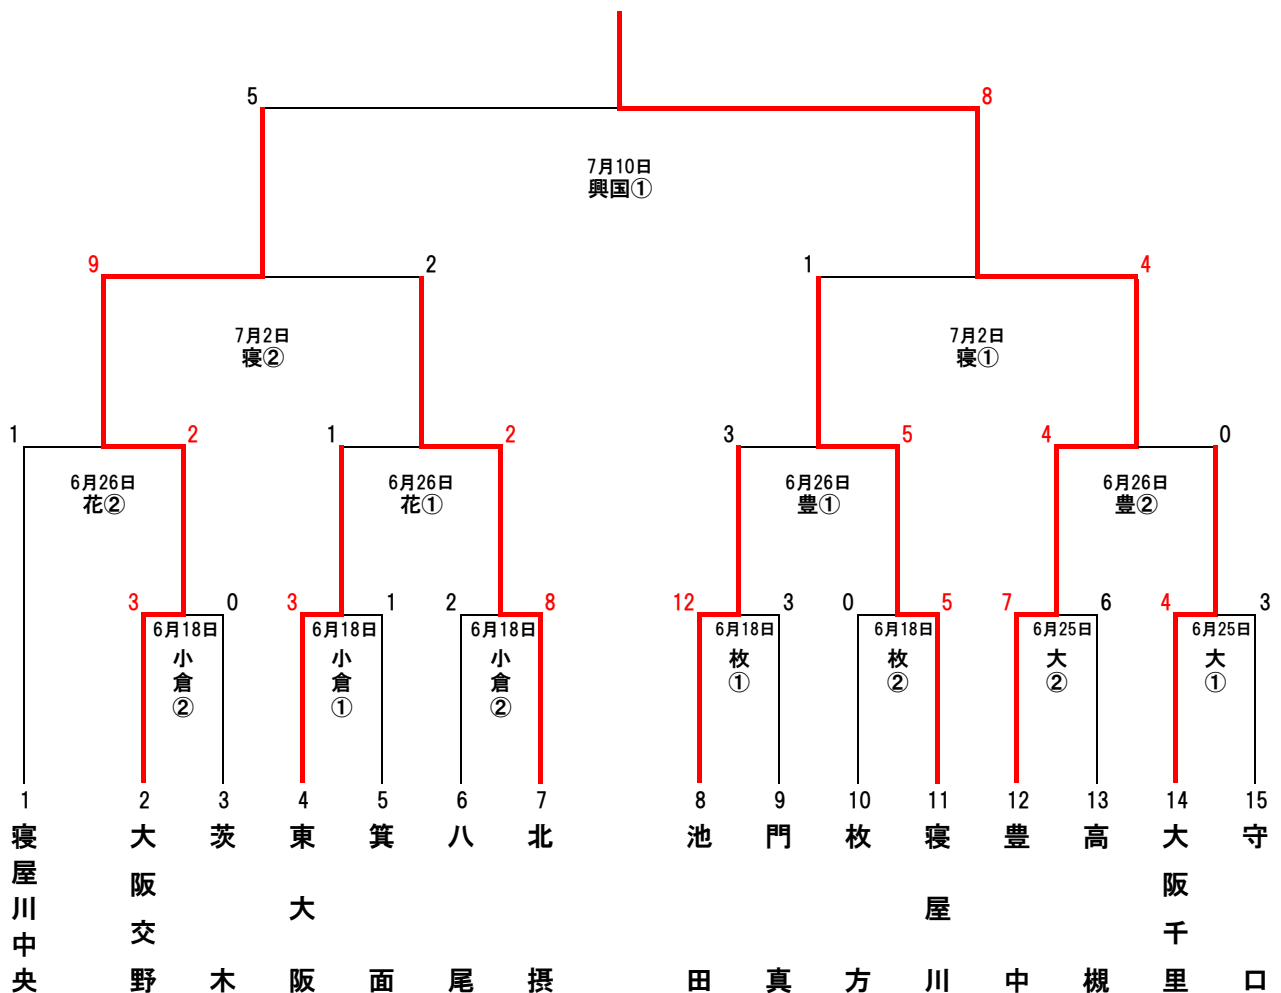 5 8
7月10日
興国①
9 2 1 4
7月2日 7月2日
寝② 寝①
1 2 1 2 3 5 4 0
6月26日 6月26日 6月26日 6月26日
花② 花① 豊① 豊②
3 0 3 1 2 8 12 3 0 5 7 6 4 3
6月18日 6月18日 6月18日 6月18日 6月18日 6月25日 6月25日
小倉② 小倉① 小倉② 枚① 枚② 大② 大①
1 2 3 4 5 6 7 8 9 10 11 12 13 14 15
寝屋川中央
大阪交野
茨木
東大阪
箕面
八尾
北摂
池田
門真
枚方
寝屋川
豊中
高槻
大阪千里
守口